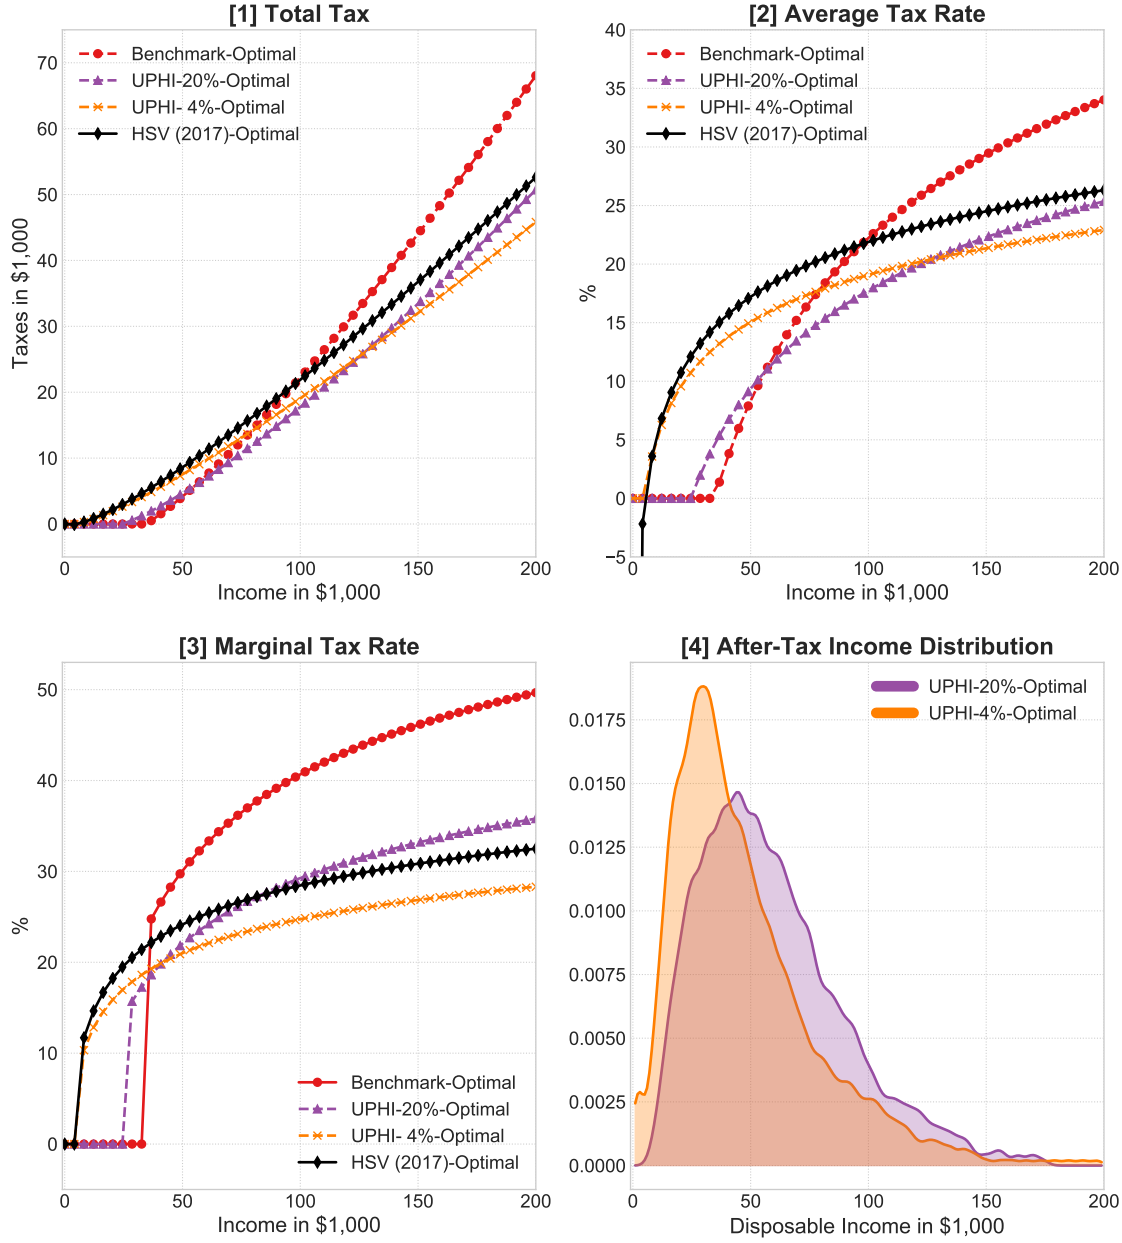 [1] Total Tax
Taxes in $1,000
70
60
50
40
30
20
10
0
Benchmark-Optimal
UPHI-20%-Optimal
UPHI- 4%-Optimal
HSV (2017)-Optimal
0 50 100 150 200
Income in $1,000
[2] Average Tax Rate
%
40
35
30
25
20
15
10
5
0
−5
Benchmark-Optimal
UPHI-20%-Optimal
UPHI- 4%-Optimal
HSV (2017)-Optimal
0 50 100 150 200
Income in $1,000
[3] Marginal Tax Rate
%
50
40
30
20
10
0
Benchmark-Optimal
UPHI-20%-Optimal
UPHI- 4%-Optimal
HSV (2017)-Optimal
0 50 100 150 200
Income in $1,000
[4] After-Tax Income Distribution
UPHI-20%-Optimal
UPHI-4%-Optimal
0.0175
0.0150
0.0125
0.0100
0.0075
0.0050
0.0025
0.0000
0 50 100 150 200
Disposable Income in $1,000